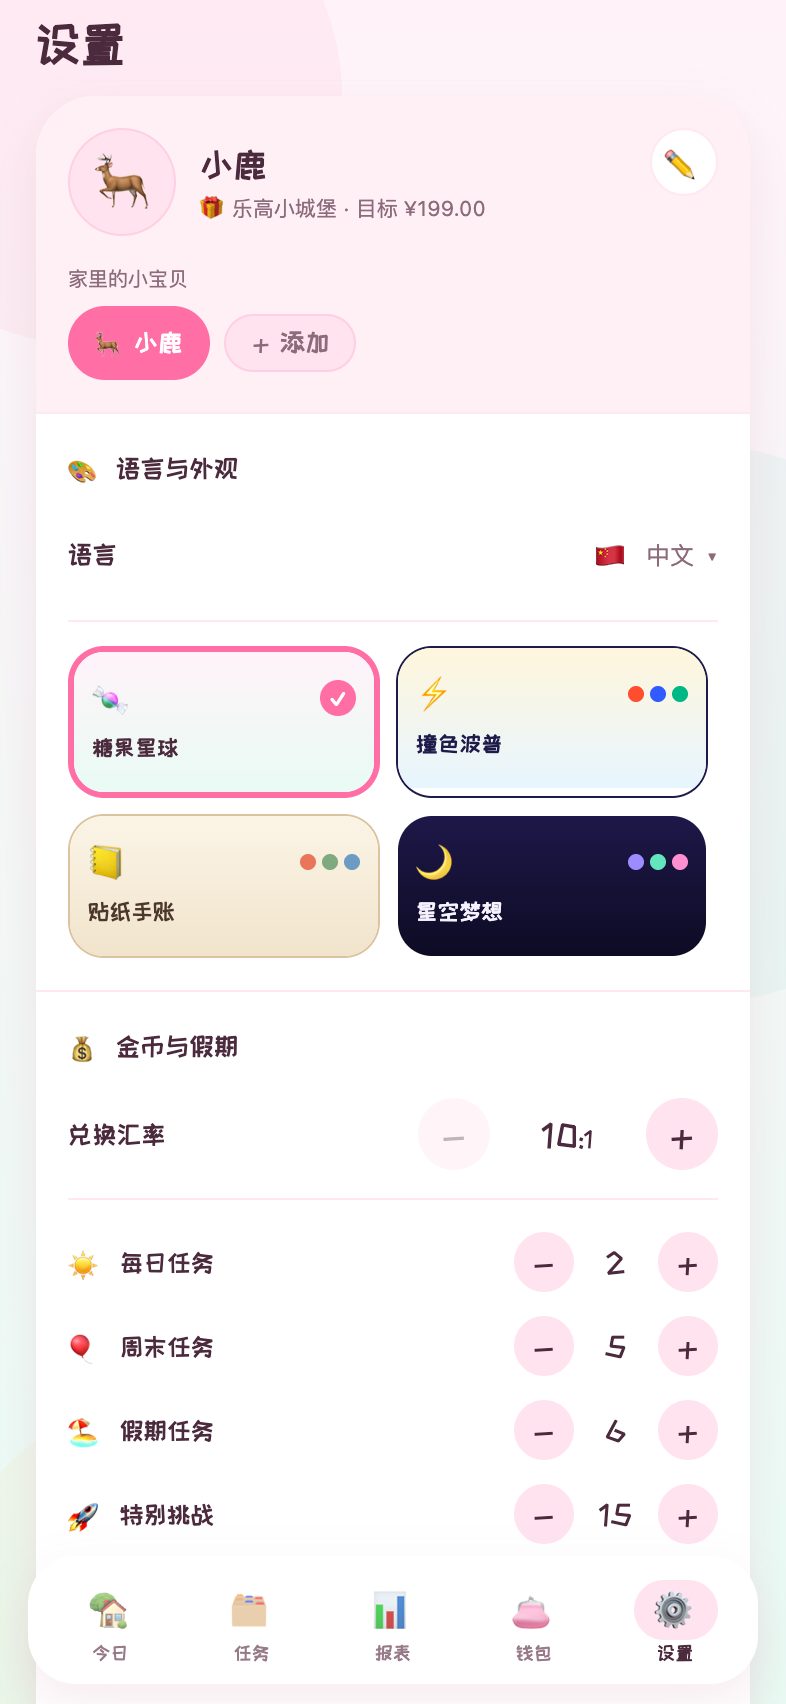 设置
小鹿
乐高小城堡 · 目标 ¥199.00
家里的小宝贝
小鹿
+ 添加
语言与外观
语言
中文 ▾
糖果星球
撞色波普
贴纸手账
星空梦想
金币与假期
兑换汇率
− 10:1 +
每日任务
− 2 +
周末任务
− 5 +
假期任务
− 6 +
特别挑战
− 15 +
今日
任务
报表
钱包
设置